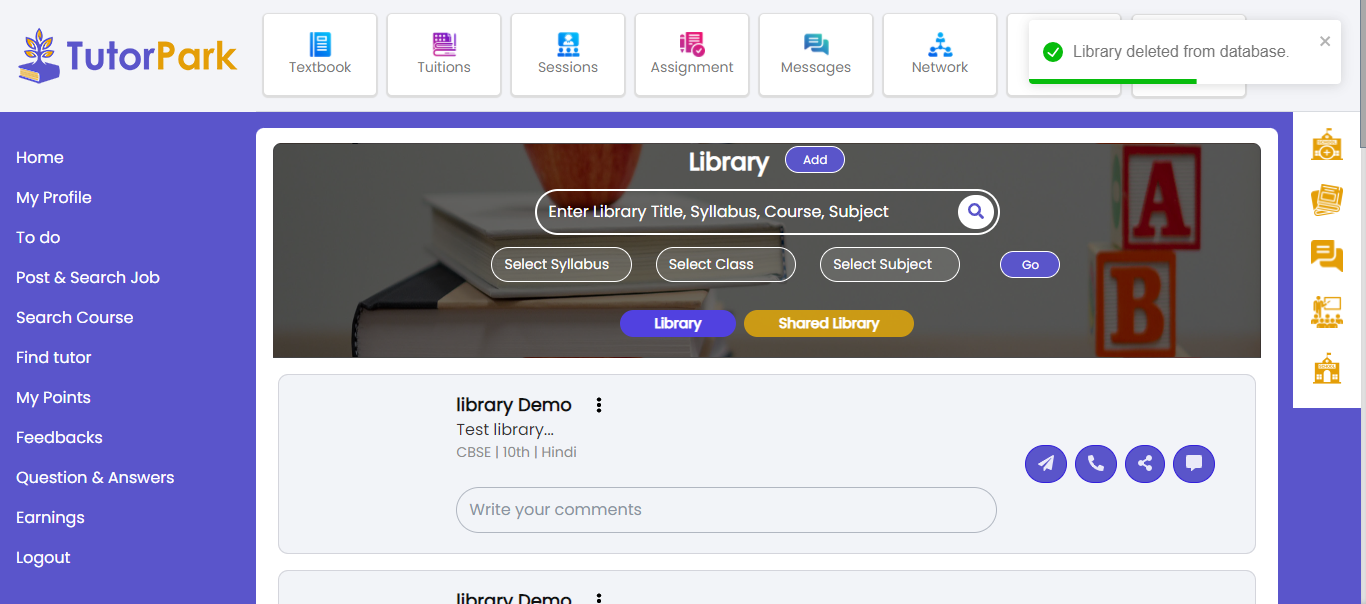 TutorPark
Textbook
Tuitions
Sessions
Assignment
Messages
Network
Library deleted from database.
Home
My Profile
To do
Post & Search Job
Search Course
Find tutor
My Points
Feedbacks
Question & Answers
Earnings
Logout
Library
Add
Enter Library Title, Syllabus, Course, Subject
Select Syllabus
Select Class
Select Subject
Go
Library
Shared Library
A
B
library Demo
Test library...
CBSE | 10th | Hindi
Write your comments
library Demo